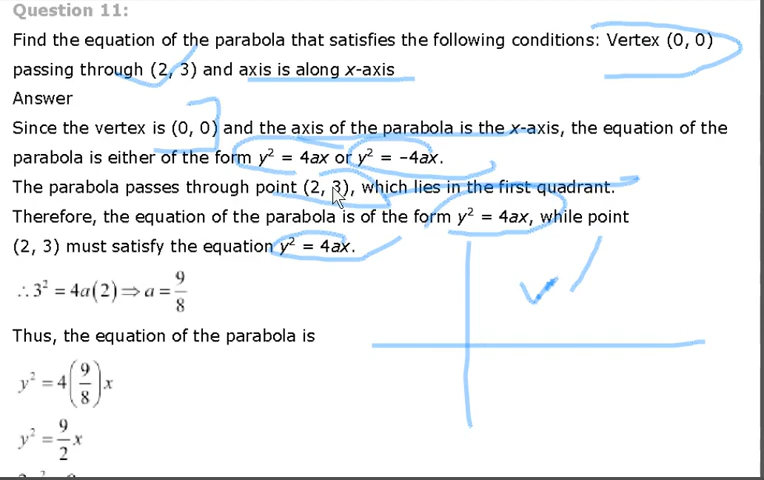 Question 11:
Find the equation of the parabola that satisfies the following conditions: Vertex (0, 0)
passing through (2, 3) and axis is along x-axis
Answer
Since the vertex is (0, 0) and the axis of the parabola is the x-axis, the equation of the
parabola is either of the form y² = 4ax or y² = –4ax.
The parabola passes through point (2, 3), which lies in the first quadrant.
Therefore, the equation of the parabola is of the form y² = 4ax, while point
(2, 3) must satisfy the equation y² = 4ax.
∴ 3² = 4a(2) ⇒ a = 9/8
Thus, the equation of the parabola is
y² = 4(9/8)x
y² = 9/2 x